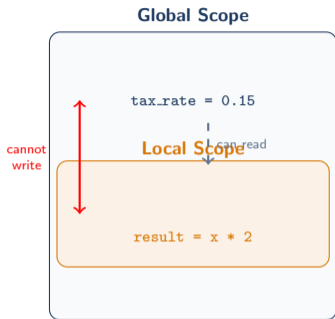 Global Scope
tax_rate = 0.15
can read
Local Scope
cannot
write
result = x * 2